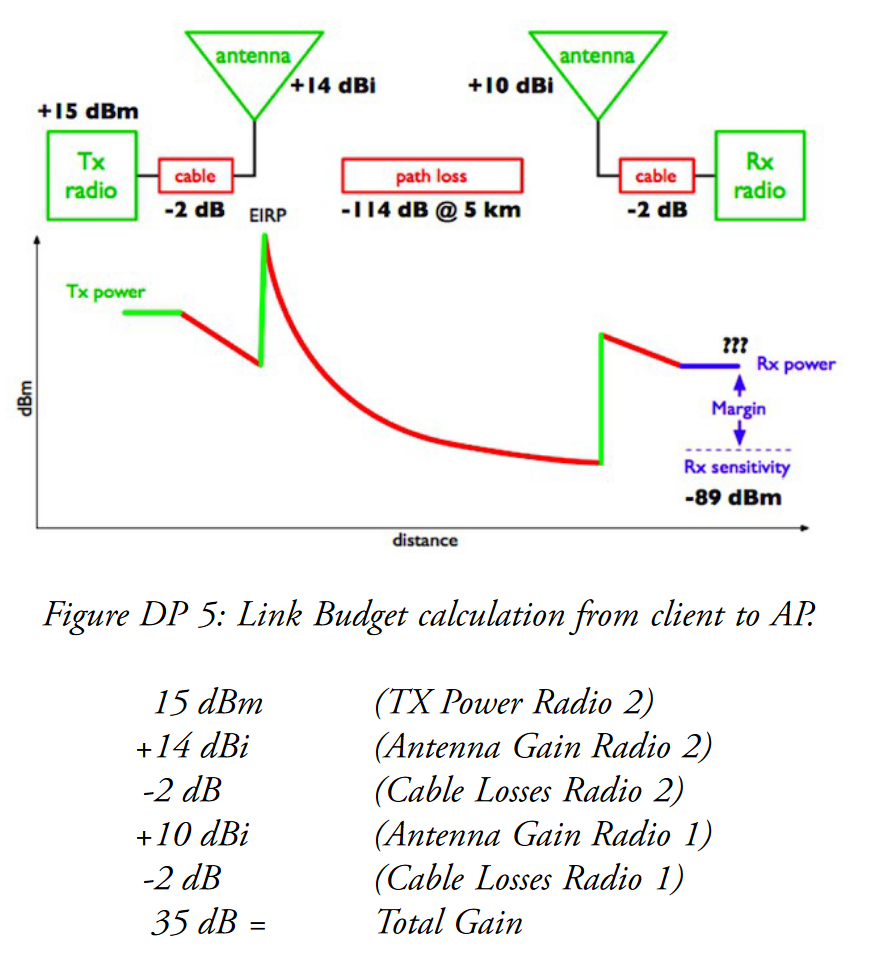 antenna
antenna
+14 dBi
+10 dBi
+15 dBm
Tx
radio
cable
path loss
cable
Rx
radio
-2 dB
EIRP
-114 dB @ 5 km
-2 dB
Tx power
???
Rx power
dBm
Margin
Rx sensitivity
-89 dBm
distance
Figure DP 5: Link Budget calculation from client to AP.
15 dBm (TX Power Radio 2)
+14 dBi (Antenna Gain Radio 2)
-2 dB (Cable Losses Radio 2)
+10 dBi (Antenna Gain Radio 1)
-2 dB (Cable Losses Radio 1)
35 dB = Total Gain